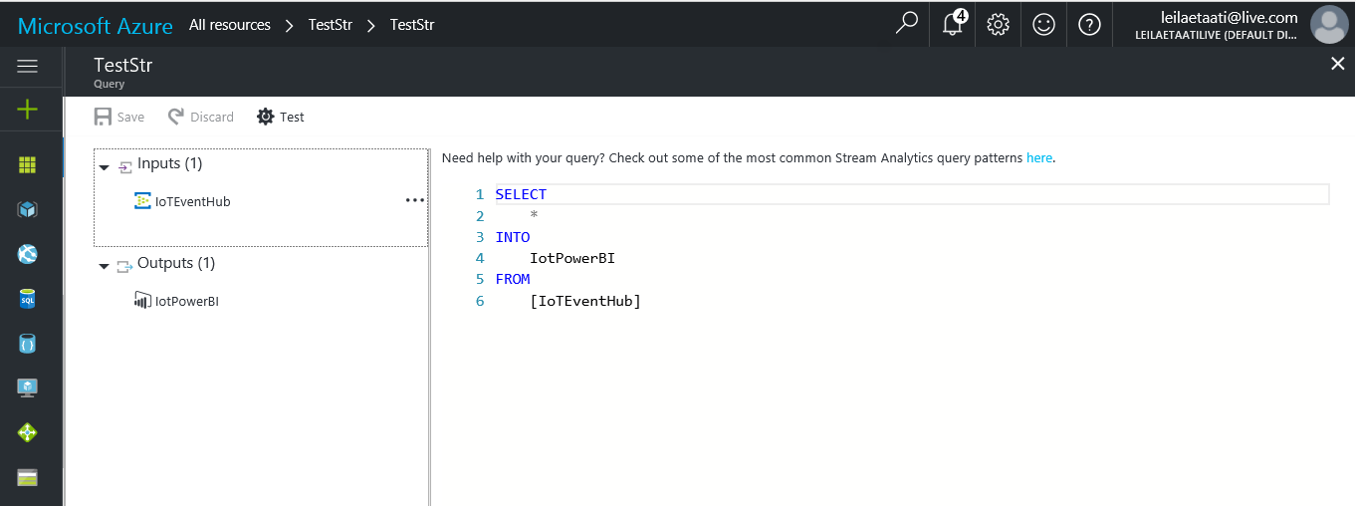 Microsoft Azure All resources > TestStr > TestStr 4 leilaetaati@live.com
LEILAETAATILIVE (DEFAULT DI...
TestStr
Query
Save Discard Test
Inputs (1)
IoTEventHub ...
Outputs (1)
IotPowerBI
Need help with your query? Check out some of the most common Stream Analytics query patterns here.
1 SELECT
2 *
3 INTO
4 IotPowerBI
5 FROM
6 [IoTEventHub]
SQL